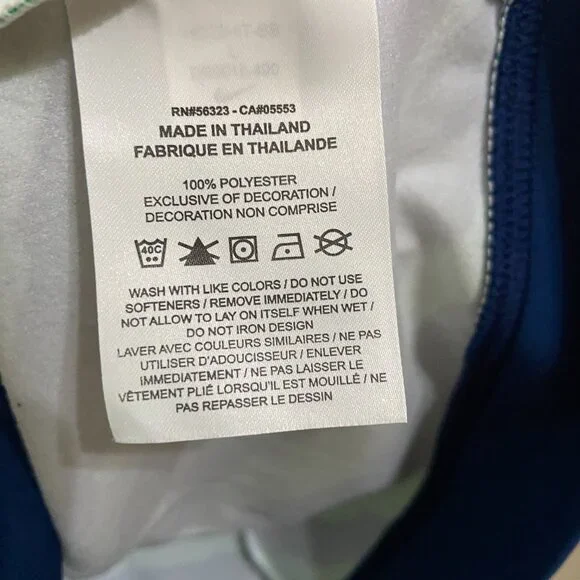 RN#56323 - CA#05553
MADE IN THAILAND
FABRIQUE EN THAILANDE
100% POLYESTER
EXCLUSIVE OF DECORATION /
DECORATION NON COMPRISE
40C
WASH WITH LIKE COLORS / DO NOT USE
SOFTENERS / REMOVE IMMEDIATELY / DO
NOT ALLOW TO LAY ON ITSELF WHEN WET /
DO NOT IRON DESIGN
LAVER AVEC COULEURS SIMILAIRES / NE PAS
UTILISER D'ADOUCISSEUR / ENLEVER
IMMEDIATEMENT / NE PAS LAISSER LE
VÊTEMENT PLIÉ LORSQU'IL EST MOUILLÉ / NE
PAS REPASSER LE DESSIN